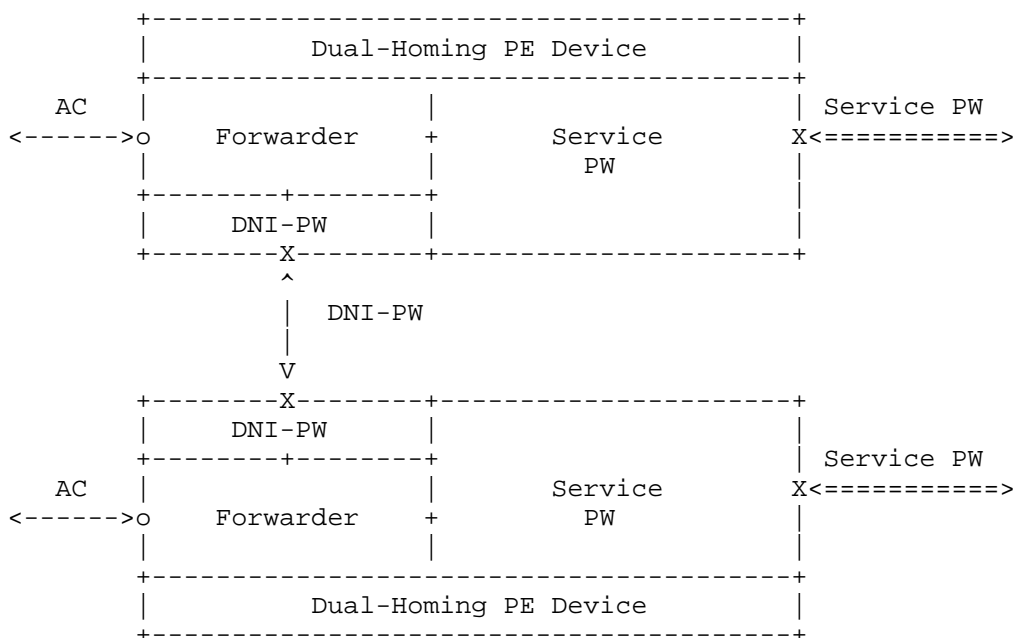 Dual-Homing PE Device
AC Service PW
Forwarder Service
PW
DNI-PW
DNI-PW
DNI-PW
Service PW
AC Service
Forwarder PW
Dual-Homing PE Device